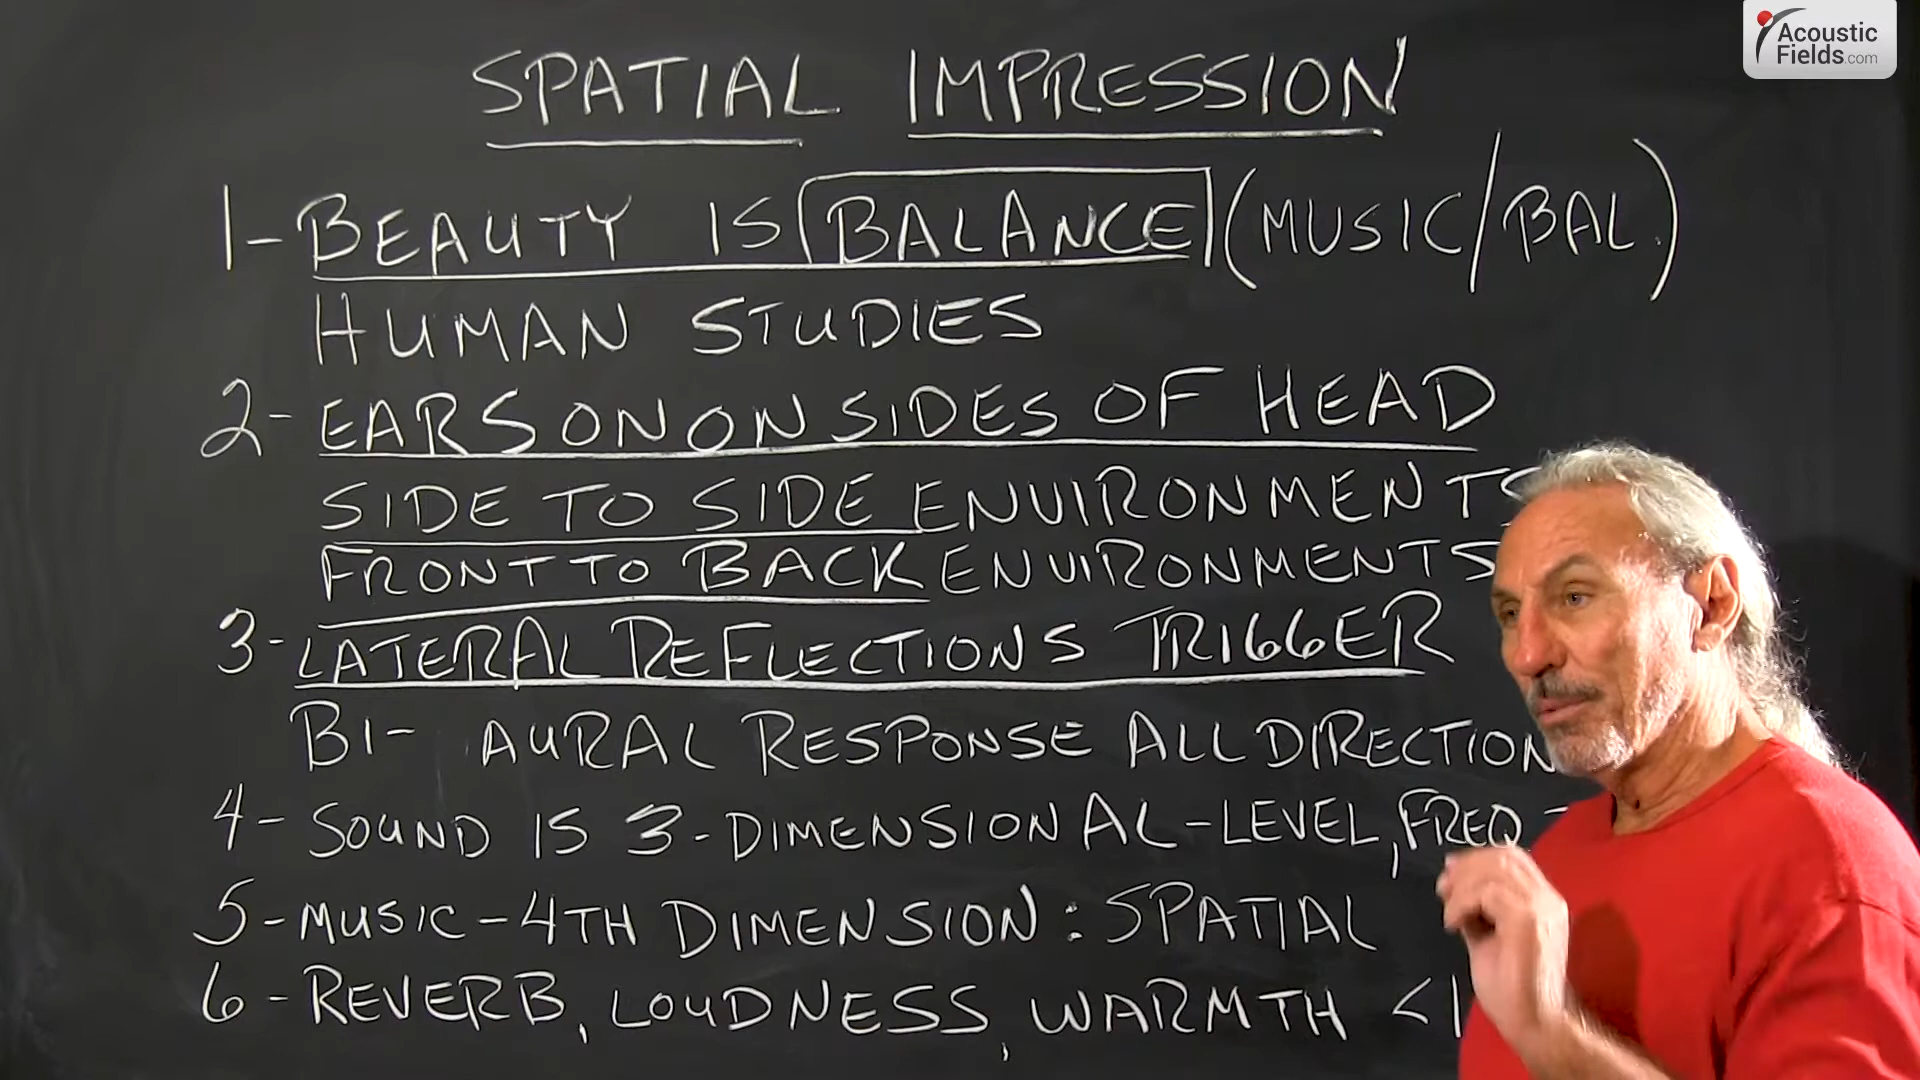 Acoustic
Fields.com
SPATIAL IMPRESSION
1- BEAUTY IS BALANCE (MUSIC/BAL.)
HUMAN STUDIES
2- EARS ON ON SIDES OF HEAD
SIDE TO SIDE ENVIRONMENTS
FRONT TO BACK ENVIRONMENTS
3- LATERAL REFLECTIONS TRIGGER
BI- AURAL RESPONSE ALL DIRECTION
4- SOUND IS 3-DIMENSIONAL-LEVEL, FREQ -
5- MUSIC-4TH DIMENSION: SPATIAL
6- REVERB, LOUDNESS, WARMTH <1